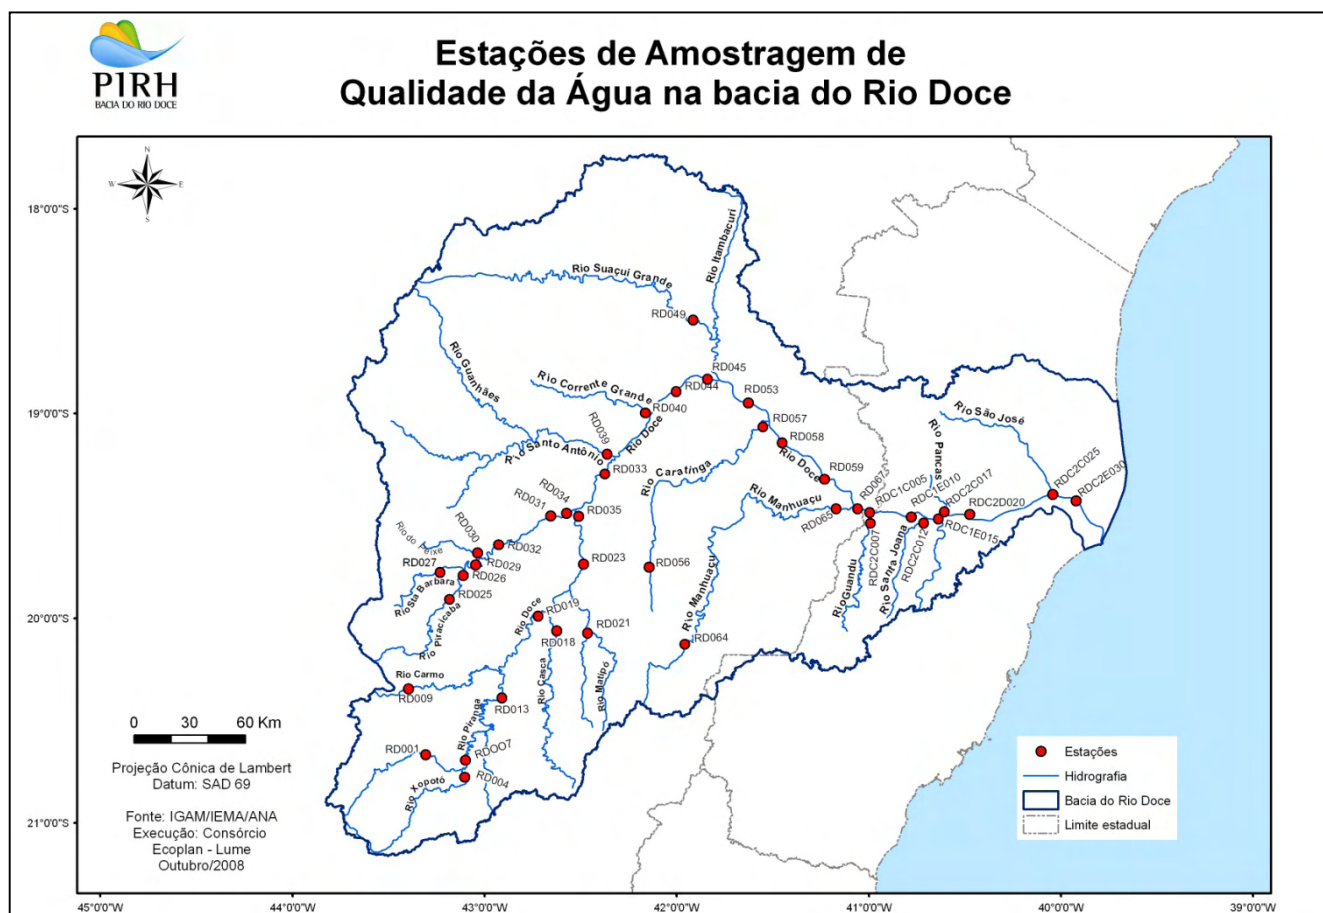 PIRH
BACIA DO RIO DOCE
Estações de Amostragem de
Qualidade da Água na bacia do Rio Doce
N
W
E
S
18°0'0"S
19°0'0"S
20°0'0"S
21°0'0"S
Rio Suaçuí Grande
Rio Itambacurí
RD049
Rio Guanhães
Rio Corrente Grande
RD045
RD044
RD053
RD040
RD057
Rio São José
RD039
Rio Doce
RD058
Rio Pancas
Rio Santo Antônio
RD033
Rio Caratinga
Rio Doce
RD059
RD067
RDC1C005
RDC1E010
RDC2C017
RDC2C025
RDC2E030
RD034
RD031
RD035
Rio Manhuaçu
RD065
RDC2D020
RDC1E015
RDC2C012
RDC2C007
Rio do Peixe
RD030
RD032
RD029
RD027
RD026
RD023
RD056
Rio Sta Barbara
RD025
Rio Piracicaba
Rio Manhuaçu
Rio Guandu
Rio Santa Joana
Rio Doce
RD019
RD018
RD021
RD064
Rio Carmo
RD009
RD013
Rio Casca
Rio Matipó
Rio Piranga
RD001
RDOO7
RD004
Rio Xopotó
0 30 60 Km
Projeção Cônica de Lambert
Datum: SAD 69
Fonte: IGAM/IEMA/ANA
Execução: Consórcio
Ecoplan - Lume
Outubro/2008
Estações
Hidrografia
Bacia do Rio Doce
Limite estadual
45°0'0"W
44°0'0"W
43°0'0"W
42°0'0"W
41°0'0"W
40°0'0"W
39°0'0"W